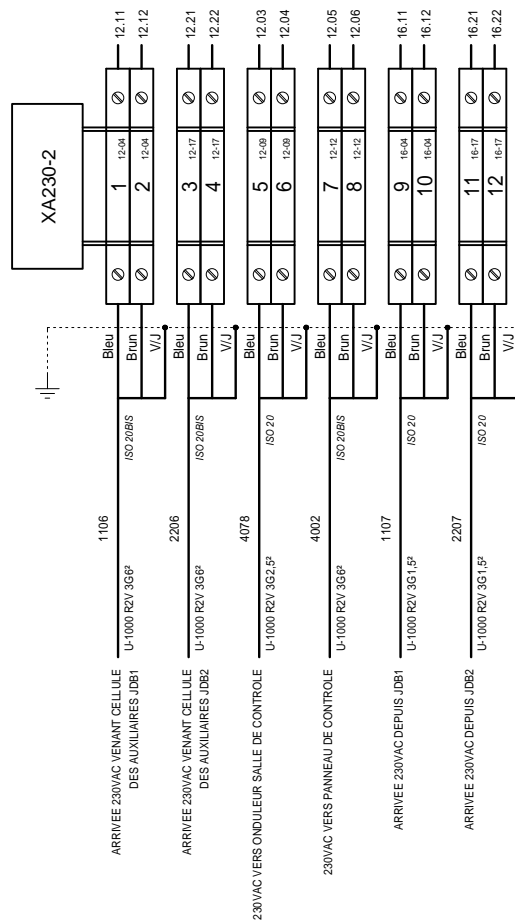 XA230-2
ARRIVEE 230VAC VENANT CELLULE
DES AUXILIAIRES JDB1
1106
U-1000 R2V 3G6²
ISO 20BIS
Bleu
Brun
V/J
1 12-04
2 12-04
12.11
12.12
ARRIVEE 230VAC VENANT CELLULE
DES AUXILIAIRES JDB2
2206
U-1000 R2V 3G6²
ISO 20BIS
Bleu
Brun
V/J
3 12-17
4 12-17
12.21
12.22
230VAC VERS ONDULEUR SALLE DE CONTROLE
4078
U-1000 R2V 3G2,5²
ISO 20
Bleu
Brun
V/J
5 12-09
6 12-09
12.03
12.04
230VAC VERS PANNEAU DE CONTROLE
4002
U-1000 R2V 3G6²
ISO 20BIS
Bleu
Brun
V/J
7 12-12
8 12-12
12.05
12.06
ARRIVEE 230VAC DEPUIS JDB1
1107
U-1000 R2V 3G1,5²
ISO 20
Bleu
Brun
V/J
9 16-04
10 16-04
16.11
16.12
ARRIVEE 230VAC DEPUIS JDB2
2207
U-1000 R2V 3G1,5²
ISO 20
Bleu
Brun
V/J
11 16-17
12 16-17
16.21
16.22